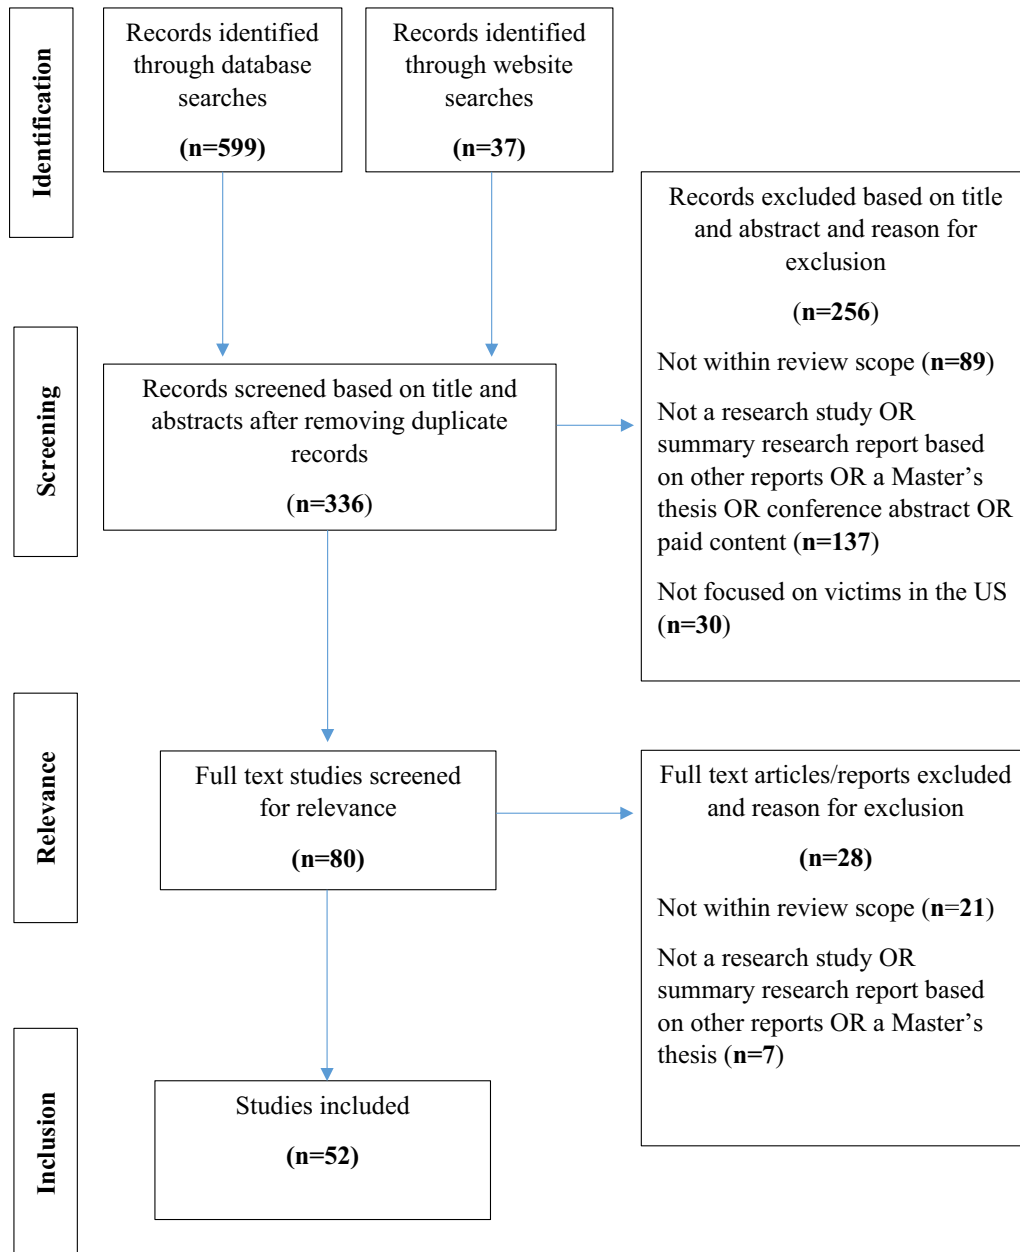 Identification
Records identified
through database
searches
(n=599)
Records identified
through website
searches
(n=37)
Records excluded based on title
and abstract and reason for
exclusion
(n=256)
Not within review scope (n=89)
Not a research study OR
summary research report based
on other reports OR a Master’s
thesis OR conference abstract OR
paid content (n=137)
Not focused on victims in the US
(n=30)
Screening
Records screened based on title and
abstracts after removing duplicate
records
(n=336)
Relevance
Full text studies screened
for relevance
(n=80)
Full text articles/reports excluded
and reason for exclusion
(n=28)
Not within review scope (n=21)
Not a research study OR
summary research report based
on other reports OR a Master’s
thesis (n=7)
Inclusion
Studies included
(n=52)